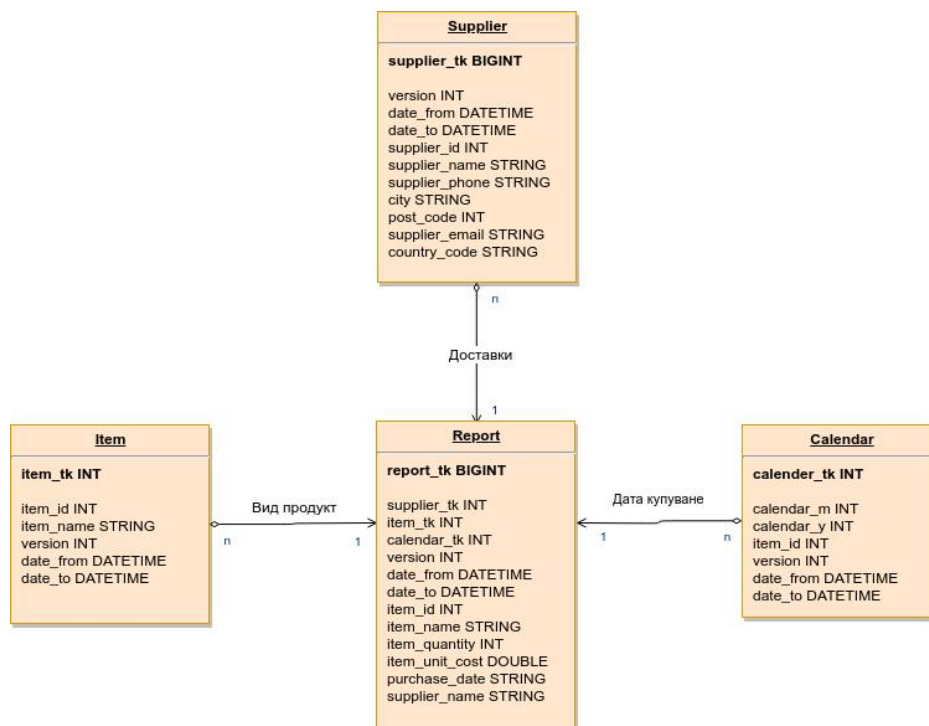 Supplier
supplier_tk BIGINT
version INT
date_from DATETIME
date_to DATETIME
supplier_id INT
supplier_name STRING
supplier_phone STRING
city STRING
post_code INT
supplier_email STRING
country_code STRING
n
Доставки
1
Item
item_tk INT
item_id INT
item_name STRING
version INT
date_from DATETIME
date_to DATETIME
n
Вид продукт
1
Report
report_tk BIGINT
supplier_tk INT
item_tk INT
calendar_tk INT
version INT
date_from DATETIME
date_to DATETIME
item_id INT
item_name STRING
item_quantity INT
item_unit_cost DOUBLE
purchase_date STRING
supplier_name STRING
1
Дата купуване
n
Calendar
calender_tk INT
calendar_m INT
calendar_y INT
item_id INT
version INT
date_from DATETIME
date_to DATETIME